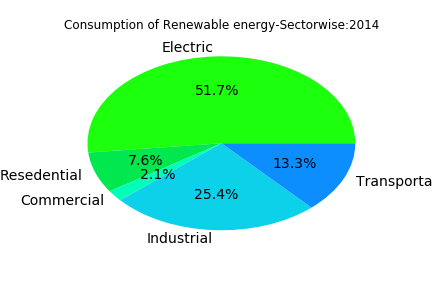 Consumption of Renewable energy-Sectorwise:2014
Electric
51.7%
7.6%
2.1%
13.3%
Resedential
Transporta
Commercial
25.4%
Industrial